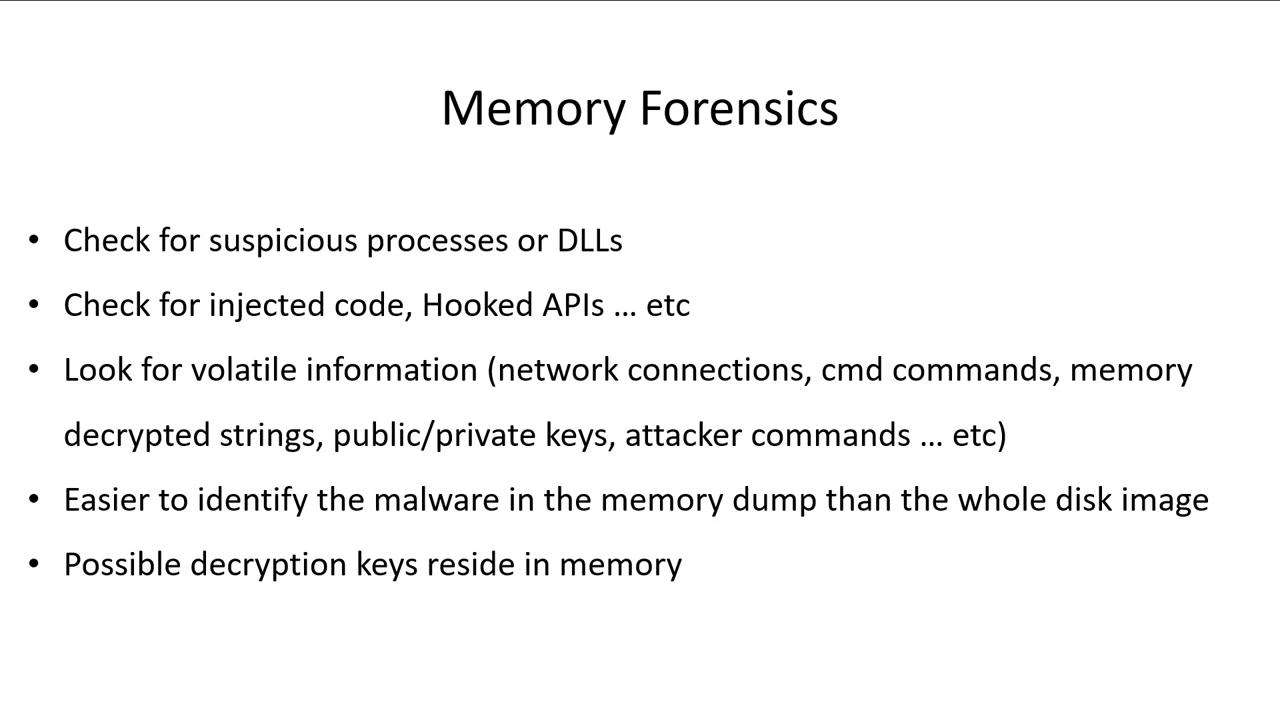 Memory Forensics
• Check for suspicious processes or DLLs
• Check for injected code, Hooked APIs … etc
• Look for volatile information (network connections, cmd commands, memory
decrypted strings, public/private keys, attacker commands … etc)
• Easier to identify the malware in the memory dump than the whole disk image
• Possible decryption keys reside in memory